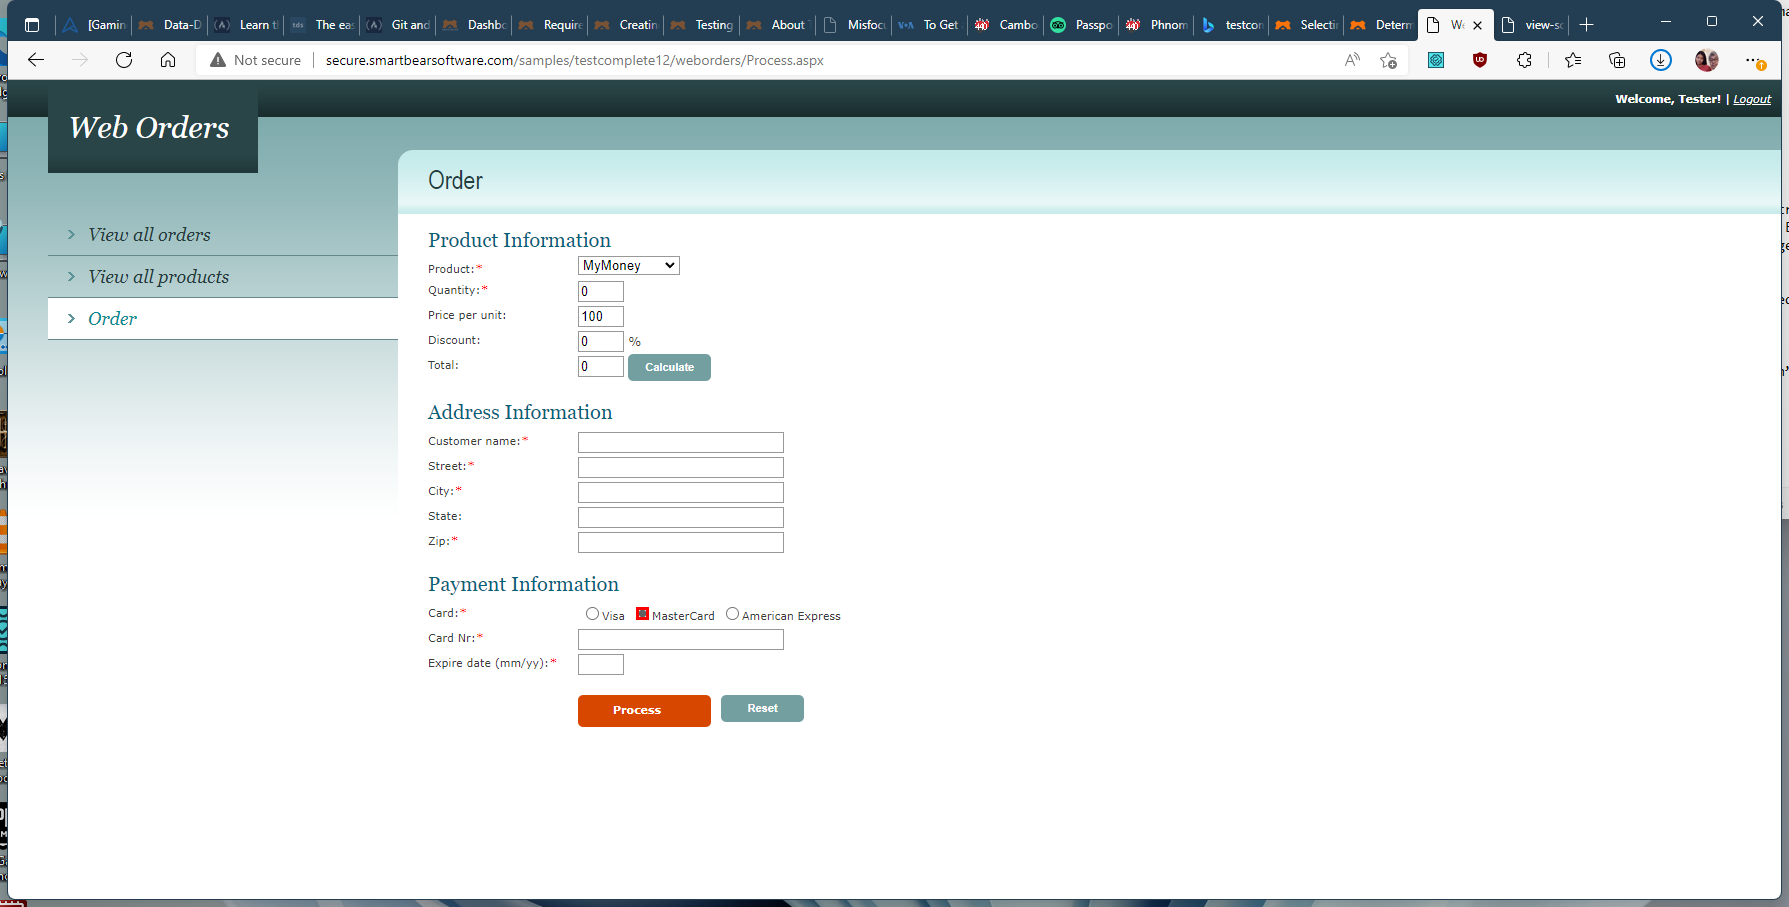 [Gamin
Data-D
Learn t
The eas
Git and
Dashbo
Require
Creatin
Testing
About
Misfocu
To Get
Cambo
Passpo
Phnom
testcon
Selectin
Determ
We
view-so
Not secure
secure.smartbearsoftware.com/samples/testcomplete12/weborders/Process.aspx
Welcome, Tester! | Logout
Web Orders
View all orders
View all products
Order
Order
Product Information
Product:* MyMoney
Quantity:* 0
Price per unit: 100
Discount: 0 %
Total: 0 Calculate
Address Information
Customer name:*
Street:*
City:*
State:
Zip:*
Payment Information
Card:* Visa MasterCard American Express
Card Nr:*
Expire date (mm/yy):*
Process Reset